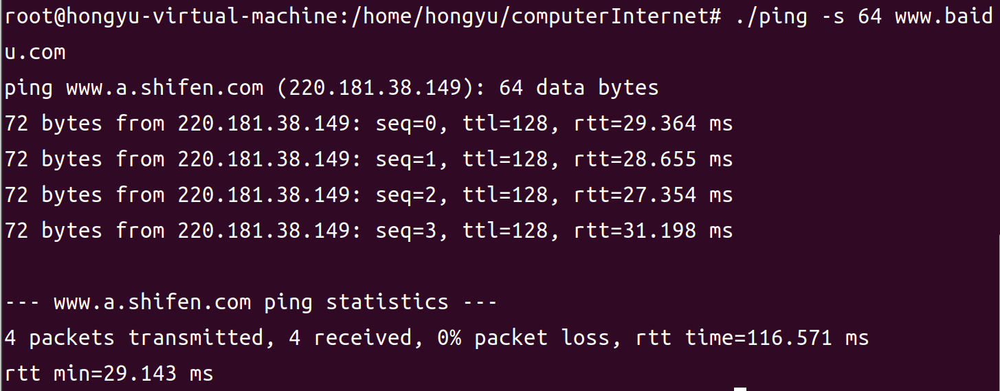 root@hongyu-virtual-machine:/home/hongyu/computerInternet# ./ping -s 64 www.baid
u.com
ping www.a.shifen.com (220.181.38.149): 64 data bytes
72 bytes from 220.181.38.149: seq=0, ttl=128, rtt=29.364 ms
72 bytes from 220.181.38.149: seq=1, ttl=128, rtt=28.655 ms
72 bytes from 220.181.38.149: seq=2, ttl=128, rtt=27.354 ms
72 bytes from 220.181.38.149: seq=3, ttl=128, rtt=31.198 ms

--- www.a.shifen.com ping statistics ---
4 packets transmitted, 4 received, 0% packet loss, rtt time=116.571 ms
rtt min=29.143 ms